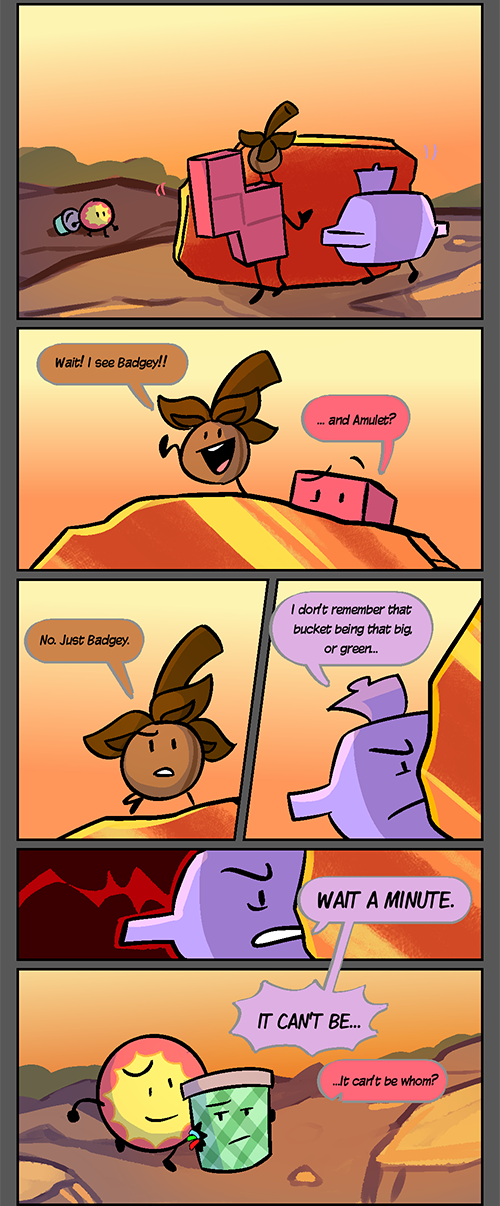 Wait! I see Badgey!!
... and Amulet?
No. Just Badgey.
I don't remember that
bucket being that big,
or green...
WAIT A MINUTE.
IT CAN'T BE...
...It can't be whom?